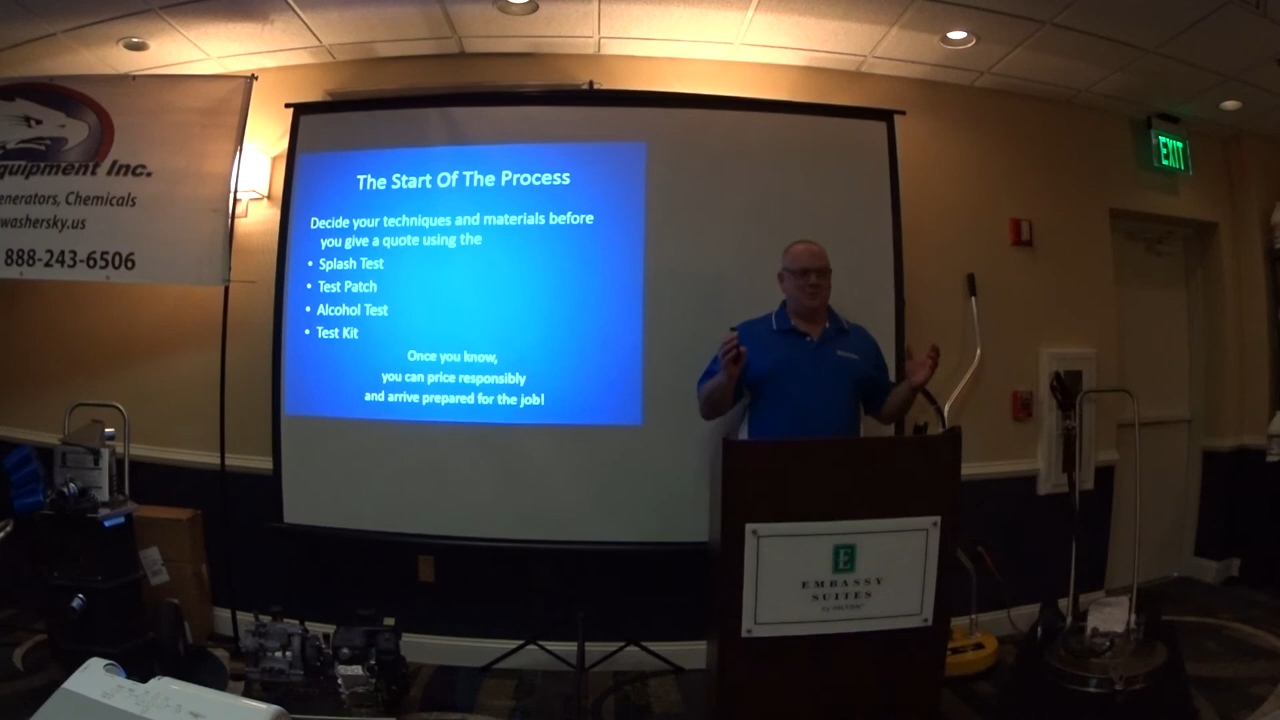 quipment Inc.
enerators, Chemicals
washersky.us
888-243-6506
The Start Of The Process
Decide your techniques and materials before
you give a quote using the
• Splash Test
• Test Patch
• Alcohol Test
• Test Kit
Once you know,
you can price responsibly
and arrive prepared for the job!
EXIT
E
EMBASSY
SUITES
by HILTON